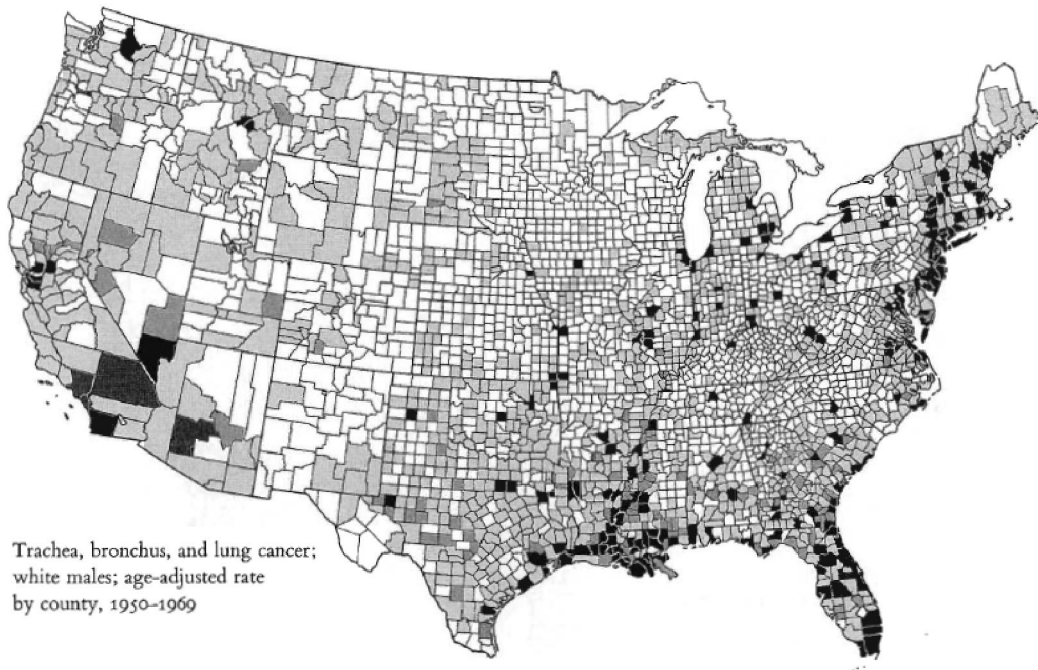 Trachea, bronchus, and lung cancer;
white males; age-adjusted rate
by county, 1950–1969